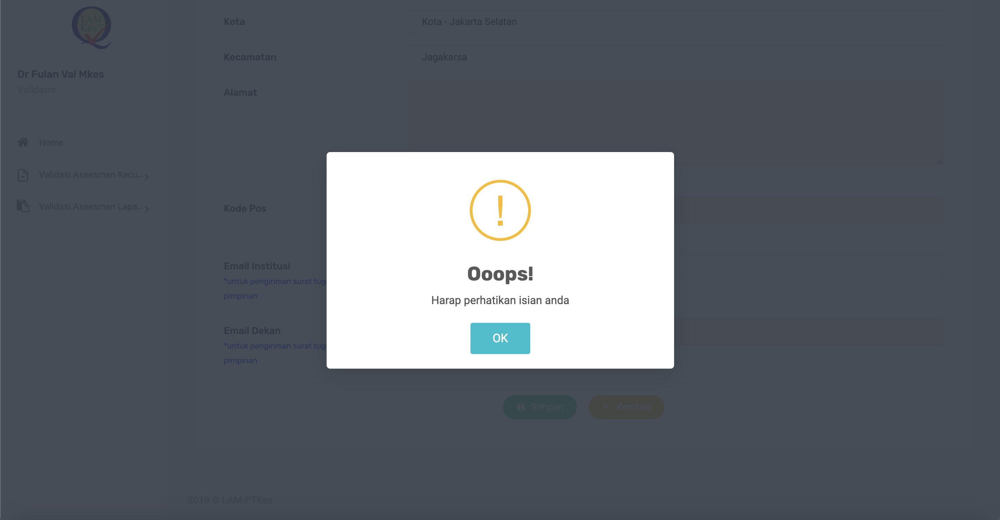 LAM
Kes
Dr Fulan Val Mkes
Validator
Home
Validasi Assesmen Kecu...
Validasi Assesmen Lapa...
Kota
Kota - Jakarta Selatan
Kecamatan
Jagakarsa
Alamat
Kode Pos
Email Institusi
*untuk pengiriman surat tug
pimpinan
Email Dekan
*untuk pengiriman surat tug
pimpinan
!
Ooops!
Harap perhatikan isian anda
OK
Simpan
Kembali
2019 © LAM-PTKes